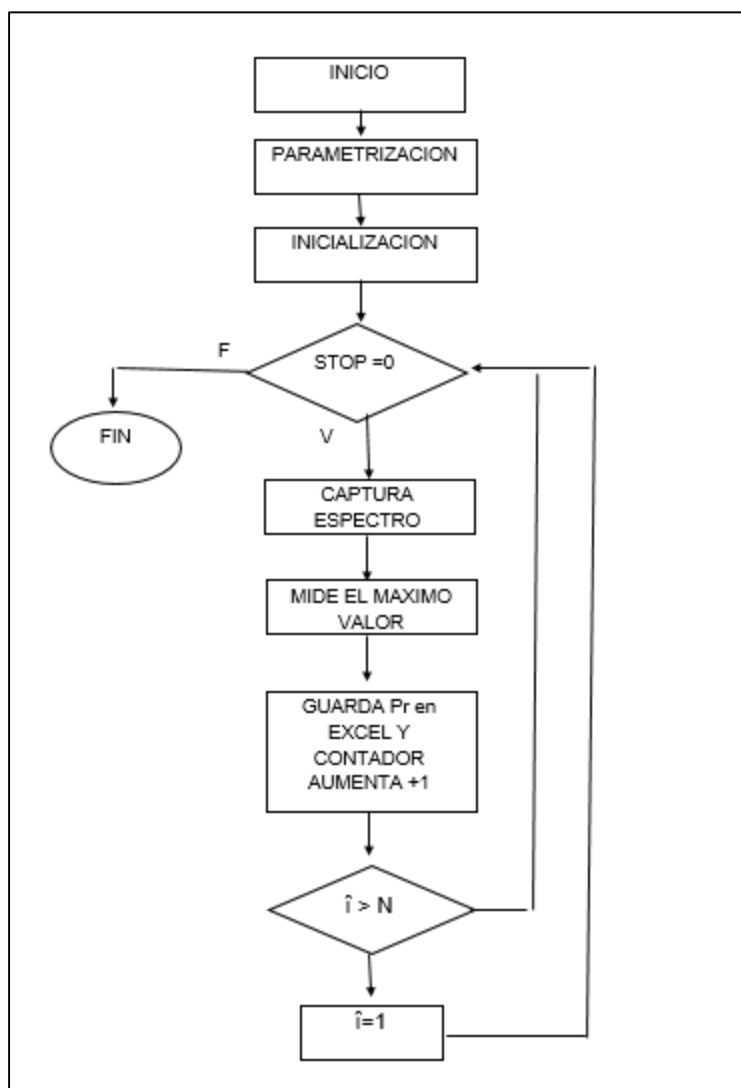 INICIO
PARAMETRIZACION
INICIALIZACION
F
STOP =0
FIN
V
CAPTURA
ESPECTRO
MIDE EL MAXIMO
VALOR
GUARDA Pr en
EXCEL Y
CONTADOR
AUMENTA +1
î > N
î=1